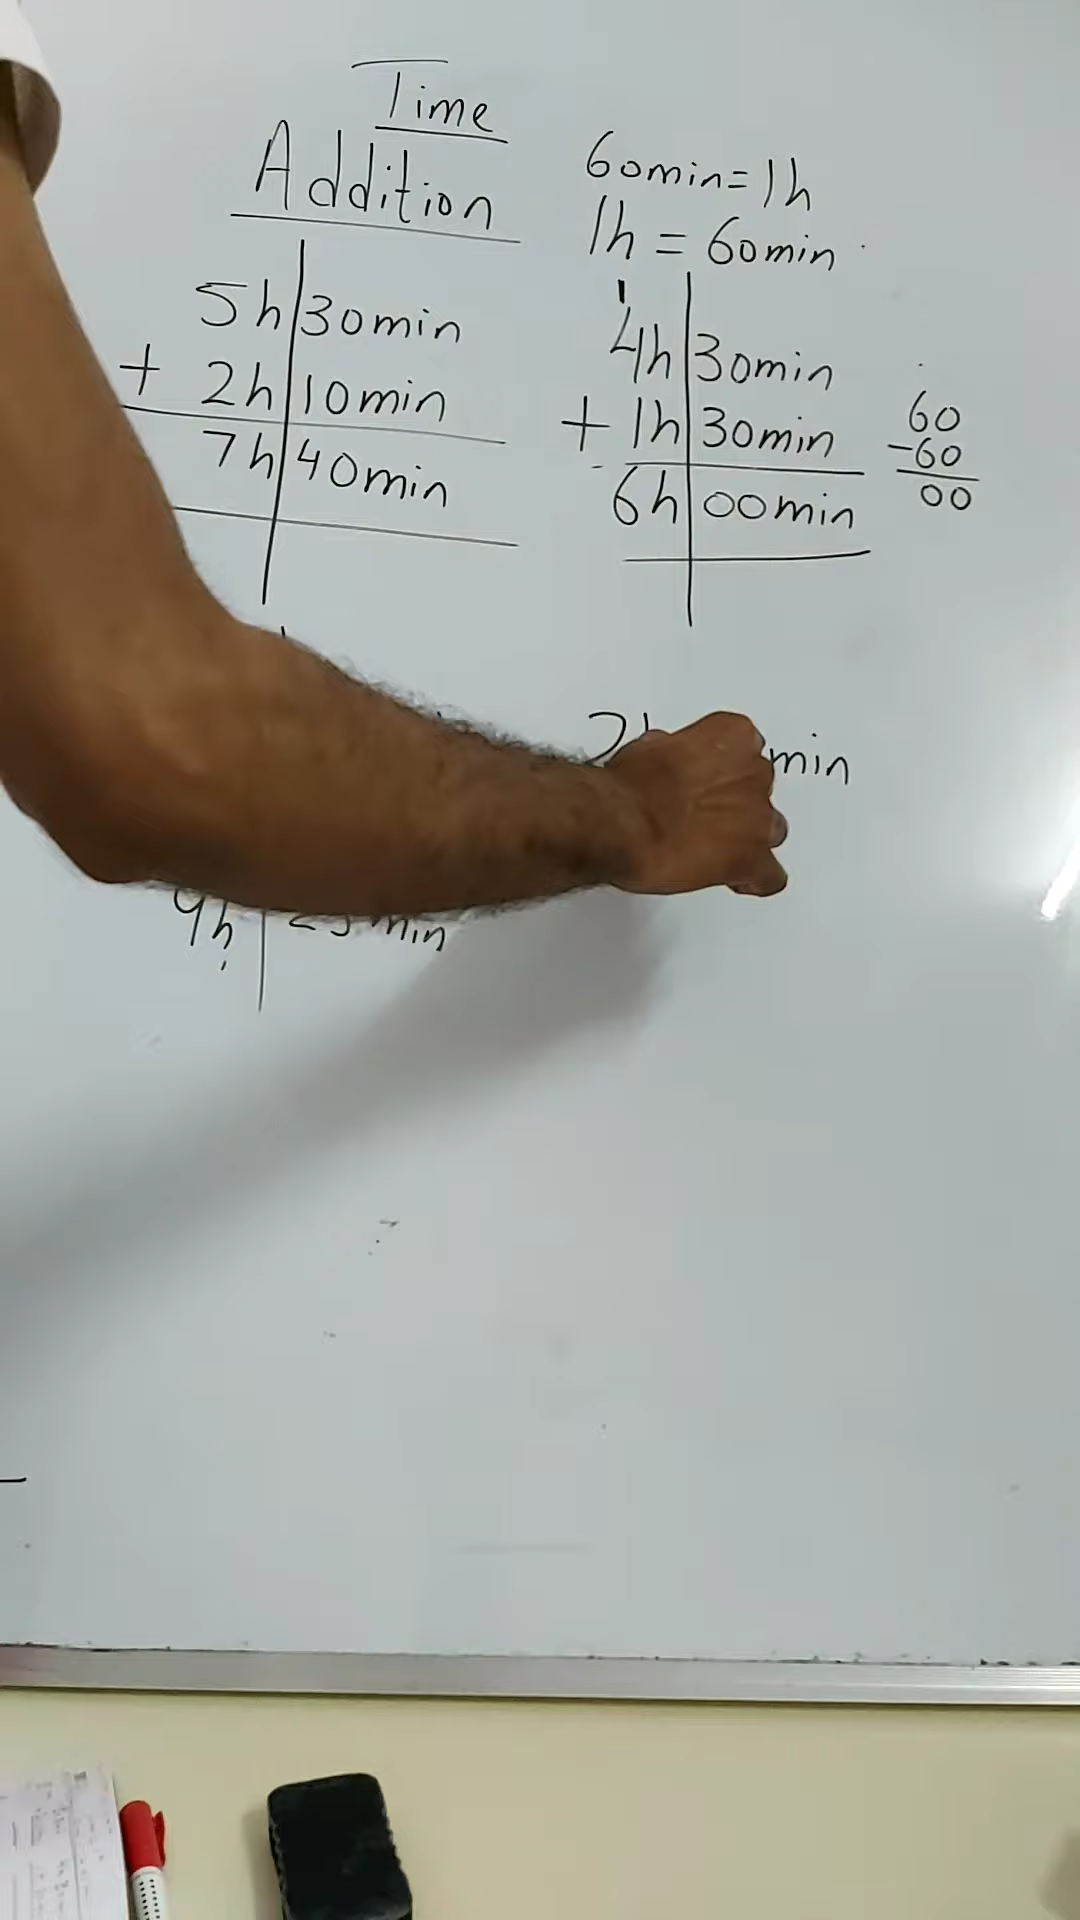 Time
Addition
60min=1h
1h = 60min
5h 30min
+ 2h 10min
7h 40min
1
4h 30min
+ 1h 30min
6h 00min
60
-60
00
min
9h min